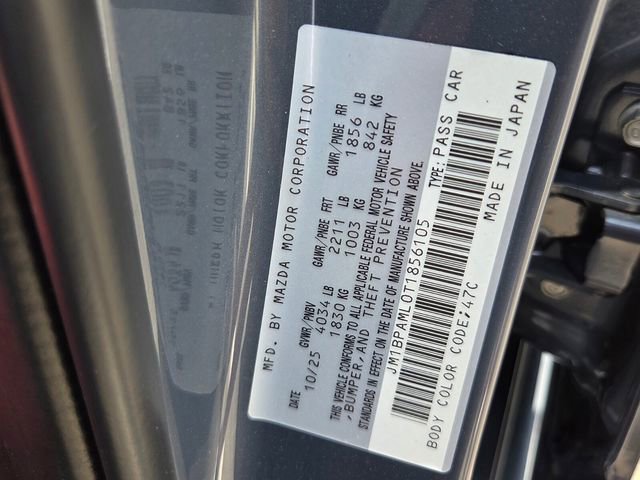 MFD. BY MAZDA MOTOR CORPORATION
DATE GVWR/PNBV GAWR/PNBE FRT GAWR/PNBE RR
10/25 4034 LB 2211 LB 1856 LB
1830 KG 1003 KG 842 KG
THIS VEHICLE CONFORMS TO ALL APPLICABLE FEDERAL MOTOR VEHICLE SAFETY
,BUMPER, AND THEFT PREVENTION
STANDARDS IN EFFECT ON THE DATE OF MANUFACTURE SHOWN ABOVE.
JM1BPAML0T1856105 TYPE: PASS CAR
BODY COLOR CODE:47C MADE IN JAPAN